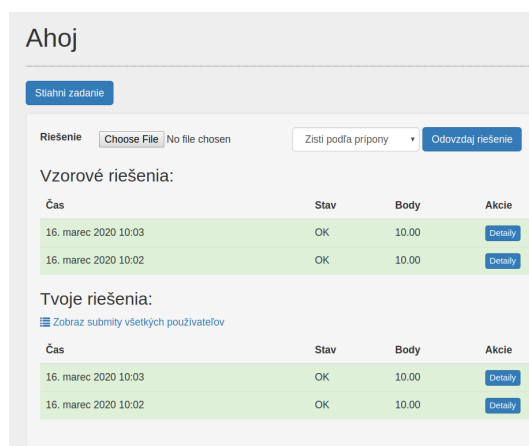 Ahoj
Stiahni zadanie
Riešenie Choose File No file chosen Zisti podľa prípony Odovzdaj riešenie
Vzorové riešenia:
Čas Stav Body Akcie
16. marec 2020 10:03 OK 10.00 Detaily
16. marec 2020 10:02 OK 10.00 Detaily
Tvoje riešenia:
Zobraz submity všetkých používateľov
Čas Stav Body Akcie
16. marec 2020 10:03 OK 10.00 Detaily
16. marec 2020 10:02 OK 10.00 Detaily